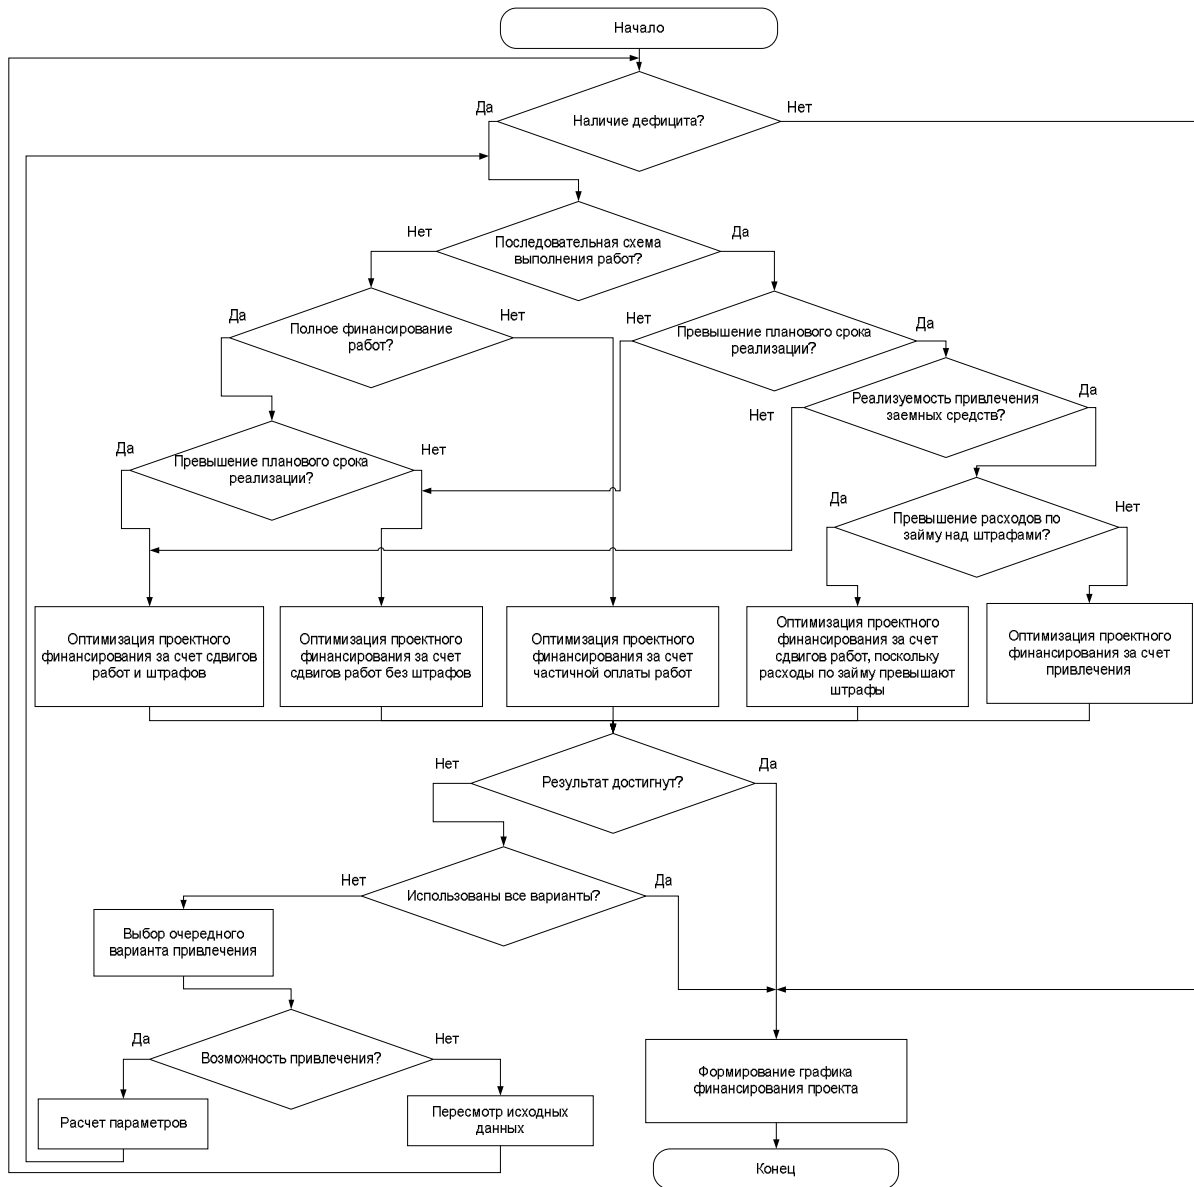 Начало
Да
Нет
Наличие дефицита?
Нет
Да
Последовательная схема
выполнения работ?
Да
Нет
Полное финансирование
работ?
Нет
Да
Превышение планового срока
реализации?
Нет
Да
Реализуемость привлечения
заемных средств?
Да
Нет
Превышение планового срока
реализации?
Да
Нет
Превышение расходов по
займу над штрафами?
Оптимизация проектного
финансирования за счет сдвигов
работ и штрафов
Оптимизация проектного
финансирования за счет
сдвигов работ без штрафов
Оптимизация проектного
финансирования за счет
частичной оплаты работ
Оптимизация проектного
финансирования за счет
сдвигов работ, поскольку
расходы по займу превышают
штрафы
Оптимизация проектного
финансирования за счет
привлечения
Нет
Да
Результат достигнут?
Нет
Да
Использованы все варианты?
Выбор очередного
варианта привлечения
Да
Нет
Возможность привлечения?
Расчет параметров
Пересмотр исходных
данных
Формирование графика
финансирования проекта
Конец